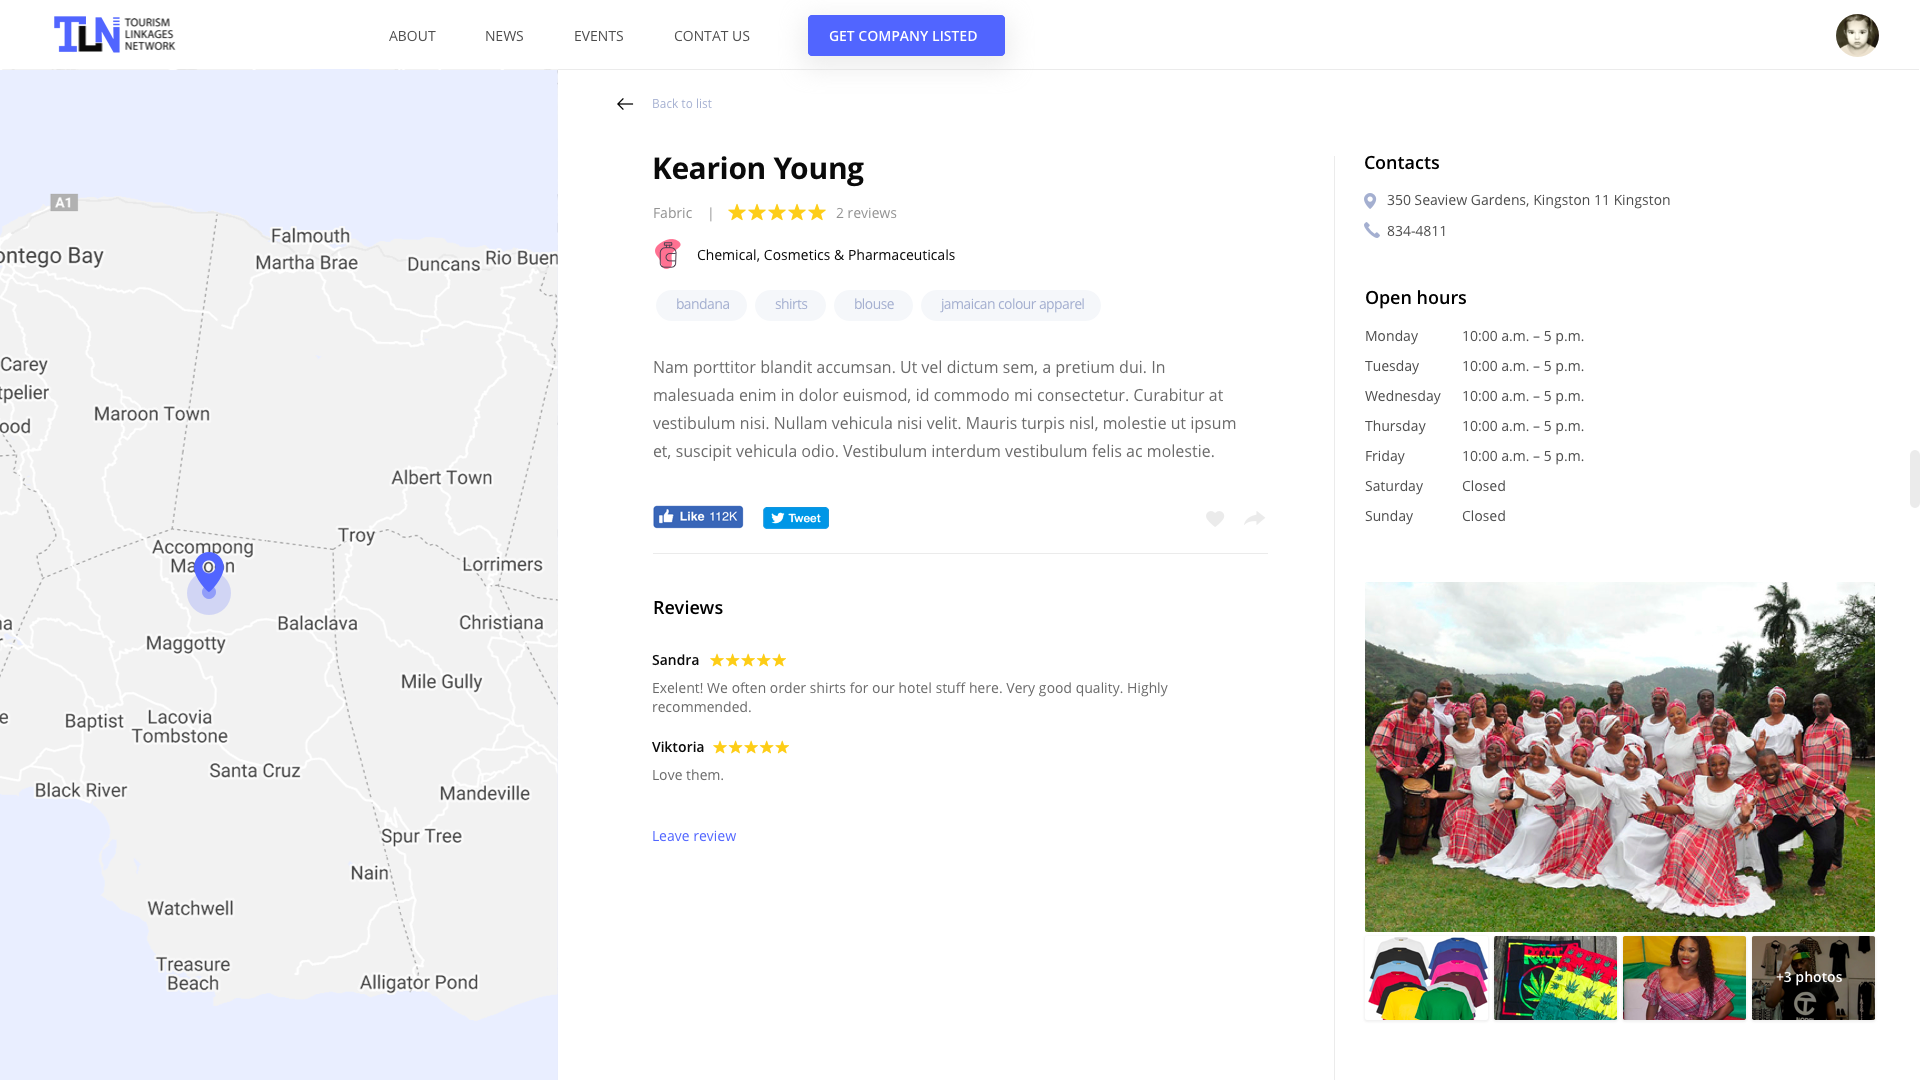 TLN TOURISM
LINKAGES
NETWORK
ABOUT
NEWS
EVENTS
CONTAT US
GET COMPANY LISTED
A1
ontego Bay
Falmouth
Martha Brae
Duncans
Rio Buen
Carey
tpelier
ood
Maroon Town
Albert Town
Troy
Accompong
Lorrimers
Balaclava
Christiana
Maggotty
Mile Gully
Baptist
Lacovia
Tombstone
Santa Cruz
Black River
Mandeville
Spur Tree
Nain
Watchwell
Treasure
Beach
Alligator Pond
Back to list
Kearion Young
Fabric | 2 reviews
Chemical, Cosmetics & Pharmaceuticals
bandana
shirts
blouse
jamaican colour apparel
Nam porttitor blandit accumsan. Ut vel dictum sem, a pretium dui. In
malesuada enim in dolor euismod, id commodo mi consectetur. Curabitur at
vestibulum nisi. Nullam vehicula nisi velit. Mauris turpis nisl, molestie ut ipsum
et, suscipit vehicula odio. Vestibulum interdum vestibulum felis ac molestie.
Like 112K
Tweet
Reviews
Sandra
Exelent! We often order shirts for our hotel stuff here. Very good quality. Highly
recommended.
Viktoria
Love them.
Leave review
Contacts
350 Seaview Gardens, Kingston 11 Kingston
834-4811
Open hours
Monday 10:00 a.m. – 5 p.m.
Tuesday 10:00 a.m. – 5 p.m.
Wednesday 10:00 a.m. – 5 p.m.
Thursday 10:00 a.m. – 5 p.m.
Friday 10:00 a.m. – 5 p.m.
Saturday Closed
Sunday Closed
+3 photos